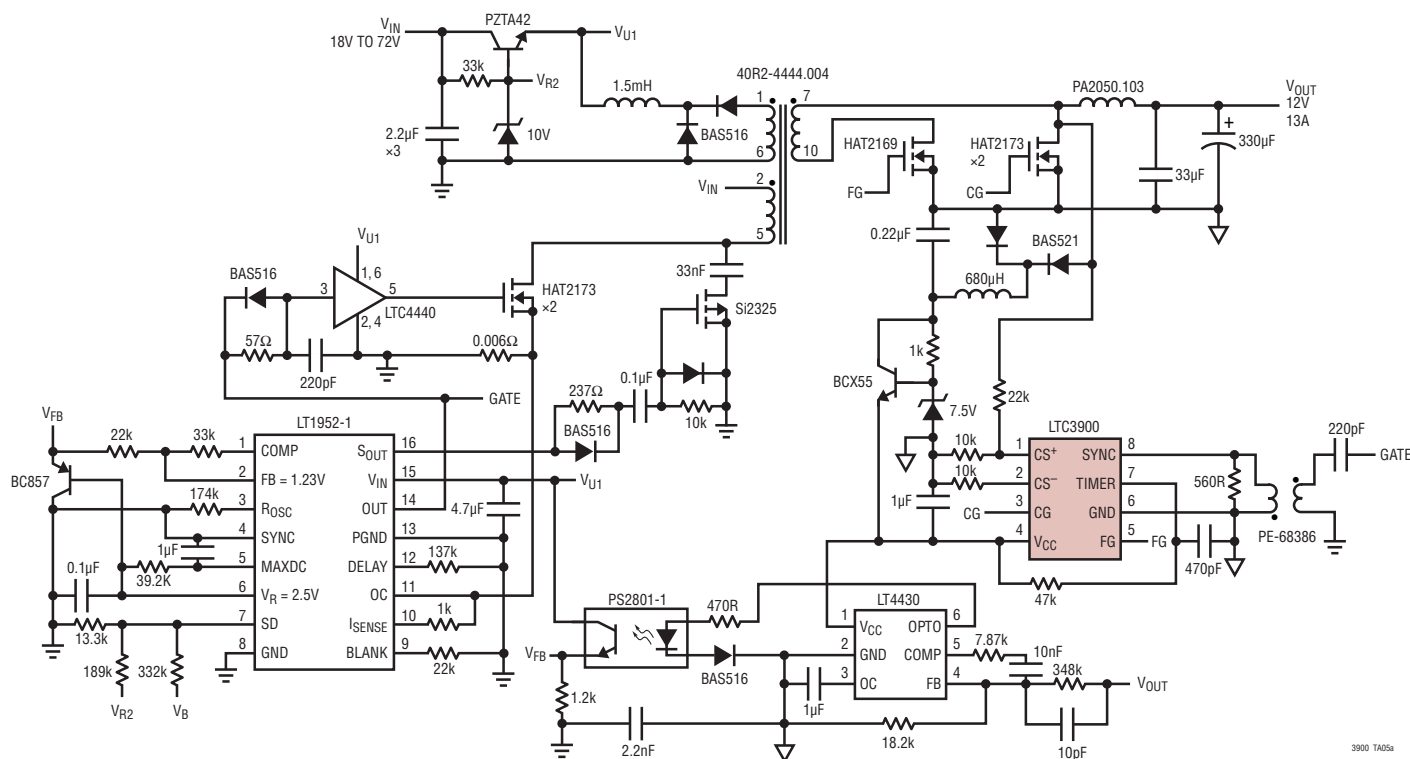 V_IN
18V TO 72V
PZTA42
V_U1
33k
V_R2
2.2µF
×3
10V
1.5mH
BAS516
40R2-4444.004
1
6
2
5
7
10
V_IN
PA2050.103
V_OUT
12V
13A
HAT2169
HAT2173
×2
FG
CG
33µF
+
330µF
0.22µF
BAS521
680µH
V_U1
BAS516
3
1, 6
5
2, 4
LTC4440
HAT2173
×2
33nF
Si2325
57Ω
220pF
0.006Ω
GATE
237Ω
0.1µF
BAS516
10k
1k
BCX55
7.5V
22k
10k
10k
1µF
CG
LTC3900
1
CS+
2
CS–
3
CG
4
V_CC
SYNC
8
TIMER
7
GND
6
FG
5
FG
560R
220pF
GATE
PE-68386
470pF
47k
V_FB
22k
33k
BC857
174k
1µF
39.2K
0.1µF
13.3k
189k
332k
V_R2
V_B
LT1952-1
1
COMP
2
FB = 1.23V
3
R_OSC
4
SYNC
5
MAXDC
6
V_R = 2.5V
7
SD
8
GND
S_OUT
16
V_IN
15
OUT
14
PGND
13
DELAY
12
OC
11
I_SENSE
10
BLANK
9
V_U1
4.7µF
137k
1k
22k
PS2801-1
470R
V_FB
BAS516
1.2k
2.2nF
LT4430
1
V_CC
2
GND
3
OC
OPTO
6
COMP
5
FB
4
7.87k
10nF
348k
V_OUT
1µF
18.2k
10pF
3900 TA05a